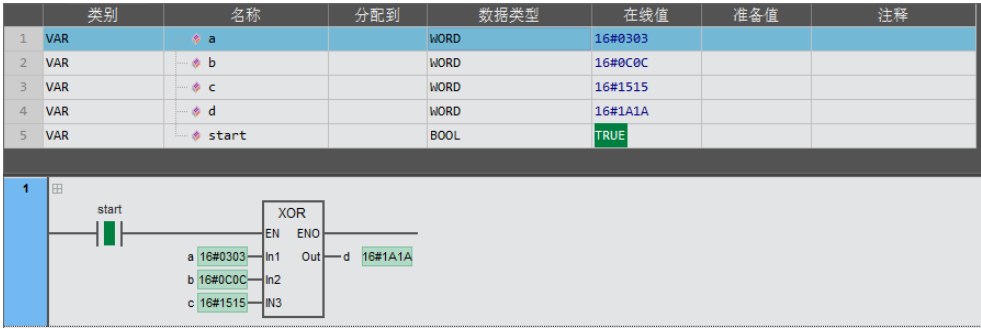 类别 名称 分配到 数据类型 在线值 准备值 注释
1 VAR a WORD 16#0303
2 VAR b WORD 16#0C0C
3 VAR c WORD 16#1515
4 VAR d WORD 16#1A1A
5 VAR start BOOL TRUE
1
start
XOR
EN ENO
a 16#0303 In1 Out d 16#1A1A
b 16#0C0C In2
c 16#1515 IN3